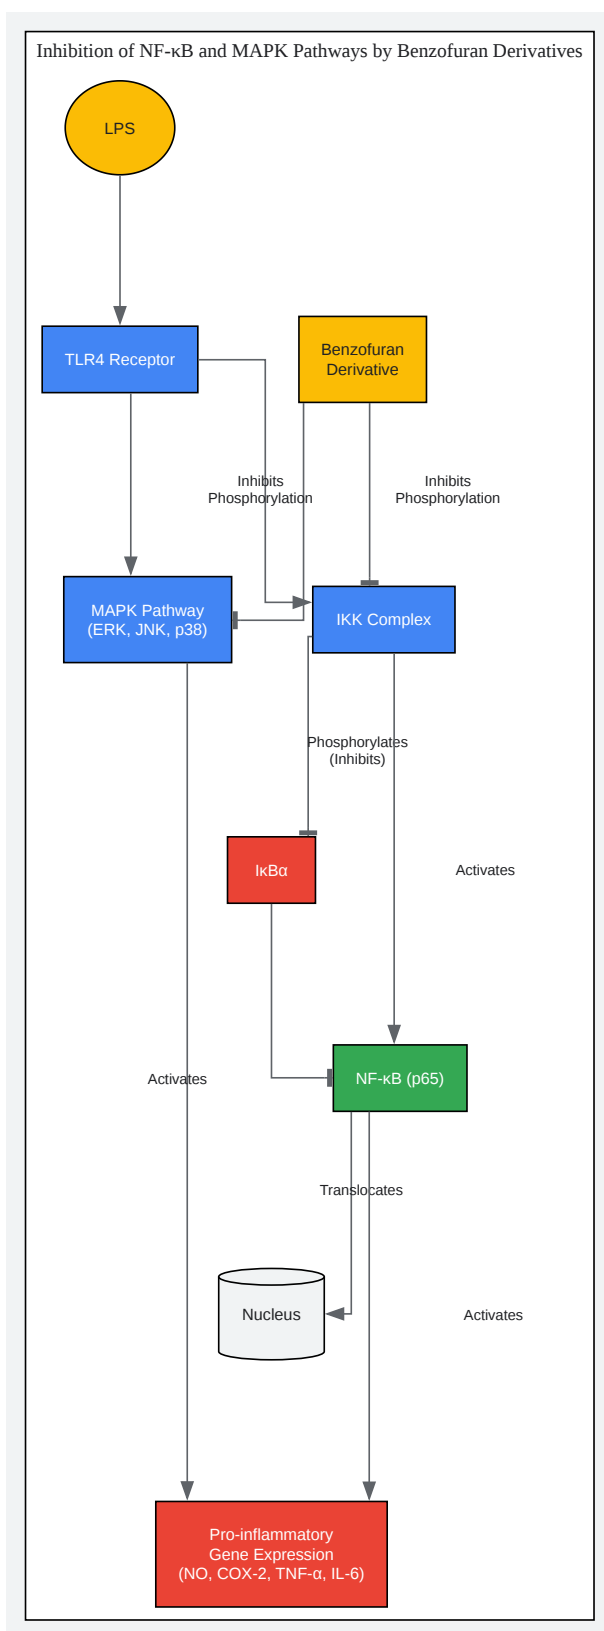 Inhibition of NF-κB and MAPK Pathways by Benzofuran Derivatives
LPS
TLR4 Receptor
Benzofuran
Derivative
Inhibits
Phosphorylation
Inhibits
Phosphorylation
MAPK Pathway
(ERK, JNK, p38)
IKK Complex
Phosphorylates
(Inhibits)
IκBα
Activates
Activates
NF-κB (p65)
Translocates
Nucleus
Activates
Pro-inflammatory
Gene Expression
(NO, COX-2, TNF-α, IL-6)